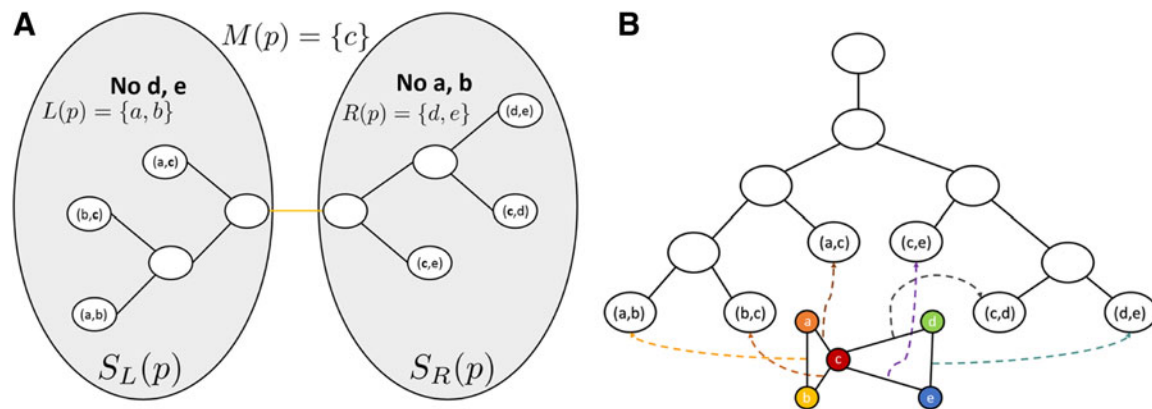 A
M(p) = {c}
No d, e
L(p) = {a, b}
No a, b
R(p) = {d, e}
(d,e)
(a,c)
(b,c)
(c,d)
(c,e)
(a,b)
S_L(p)
S_R(p)
B
(a,c)
(c,e)
(a,b)
(b,c)
(c,d)
(d,e)
a
d
c
b
e